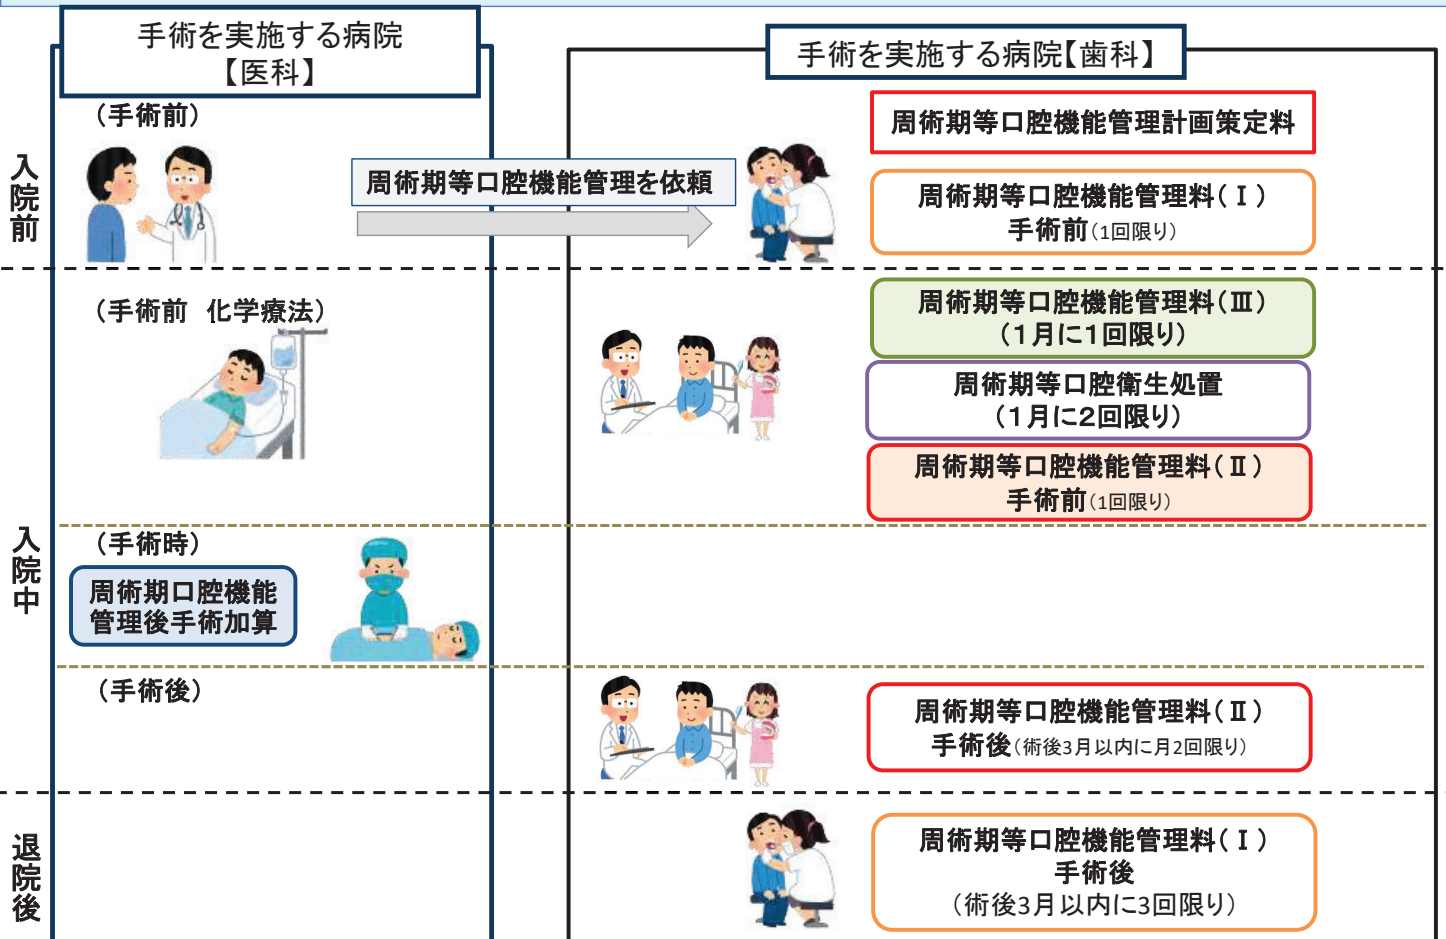 手術を実施する病院
【医科】
手術を実施する病院【歯科】
入院前
（手術前）
周術期等口腔機能管理を依頼
周術期等口腔機能管理計画策定料
周術期等口腔機能管理料（Ⅰ）
手術前（1回限り）
入院中
（手術前　化学療法）
周術期等口腔機能管理料（Ⅲ）
（１月に１回限り）
周術期等口腔衛生処置
（１月に２回限り）
周術期等口腔機能管理料（Ⅱ）
手術前（1回限り）
（手術時）
周術期口腔機能
管理後手術加算
（手術後）
周術期等口腔機能管理料（Ⅱ）
手術後（術後3月以内に月2回限り）
退院後
周術期等口腔機能管理料（Ⅰ）
手術後
（術後3月以内に3回限り）